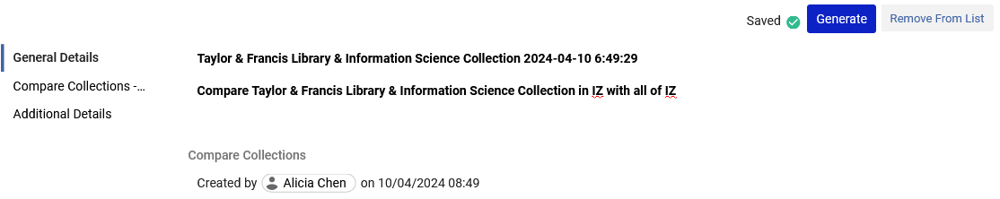 Saved
Generate
Remove From List
General Details
Taylor & Francis Library & Information Science Collection 2024-04-10 6:49:29
Compare Collections -...
Compare Taylor & Francis Library & Information Science Collection in IZ with all of IZ
Additional Details
Compare Collections
Created by Alicia Chen on 10/04/2024 08:49